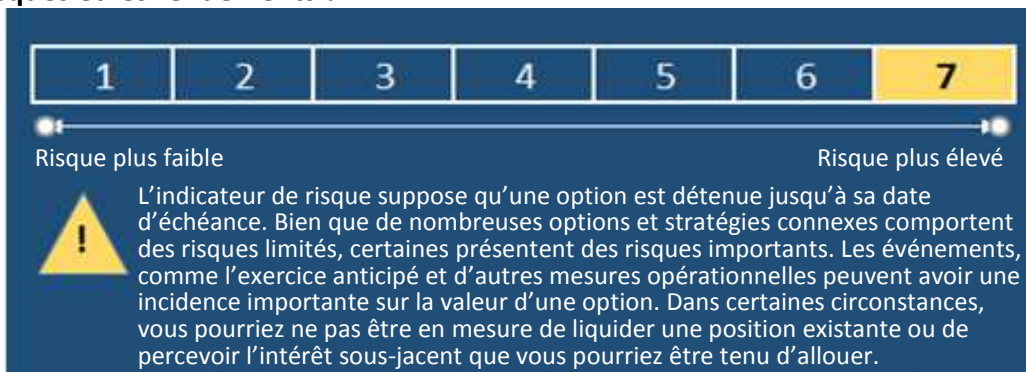 1 2 3 4 5 6 7
Risque plus faible Risque plus élevé
L’indicateur de risque suppose qu’une option est détenue jusqu’à sa date
d’échéance. Bien que de nombreuses options et stratégies connexes comportent
! des risques limités, certaines présentent des risques importants. Les événements,
comme l’exercice anticipé et d’autres mesures opérationnelles peuvent avoir une
incidence importante sur la valeur d’une option. Dans certaines circonstances,
vous pourriez ne pas être en mesure de liquider une position existante ou de
percevoir l’intérêt sous-jacent que vous pourriez être tenu d’allouer.